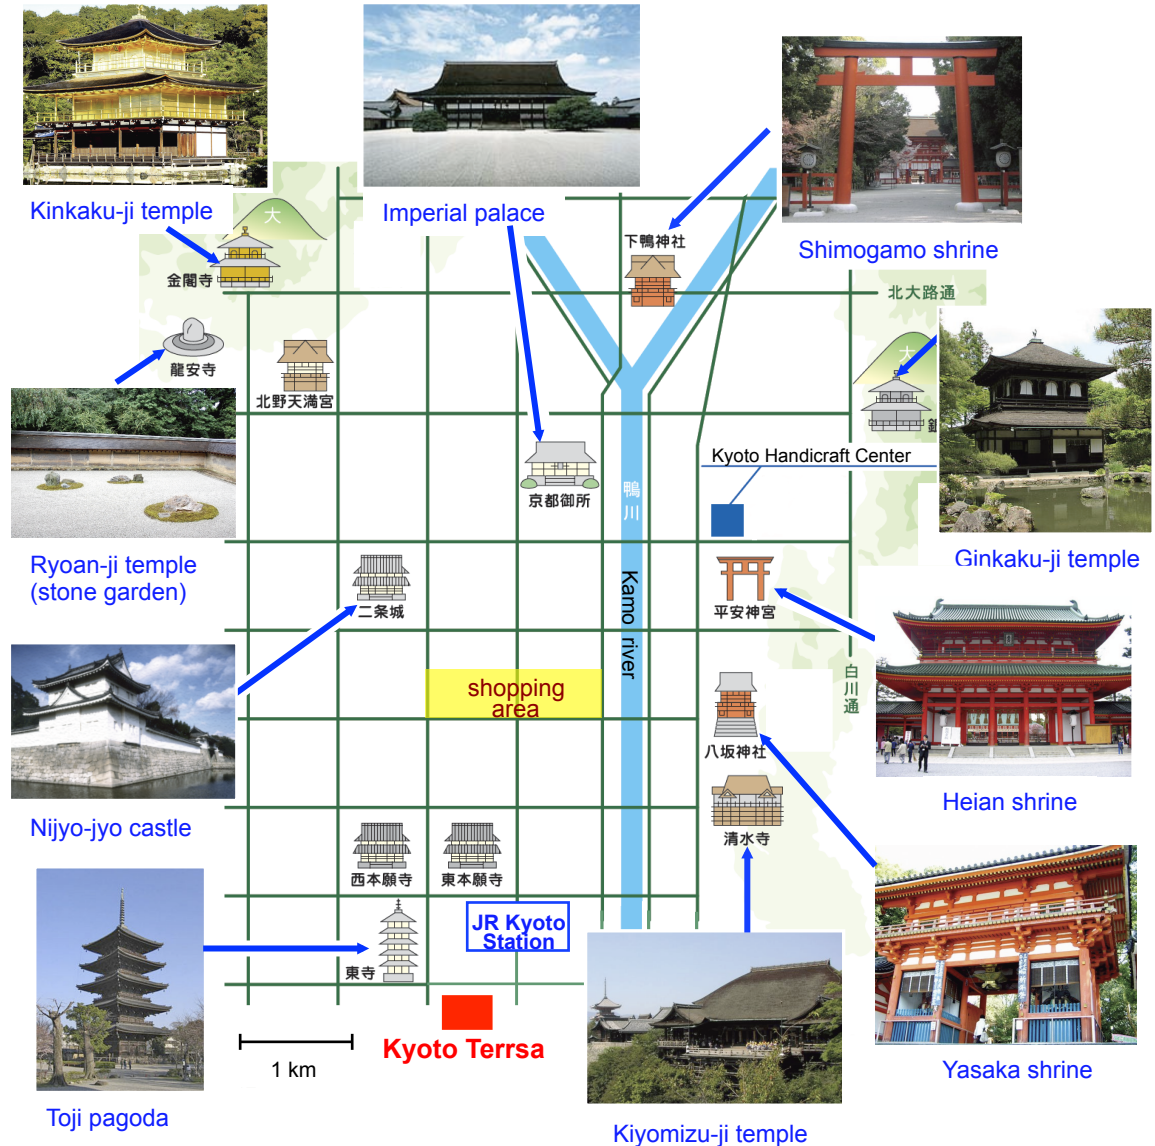 Kinkaku-ji temple
Imperial palace
Shimogamo shrine
大
下鴨神社
金閣寺
北大路通
龍安寺
大
北野天満宮
銀
Kyoto Handicraft Center
京都御所
鴨川
Ryoan-ji temple
(stone garden)
Ginkaku-ji temple
二条城
Kamo river
平安神宮
shopping
area
白川通
八坂神社
Nijyo-jyo castle
Heian shrine
清水寺
西本願寺
東本願寺
JR Kyoto
Station
東寺
Kyoto Terrsa
1 km
Yasaka shrine
Toji pagoda
Kiyomizu-ji temple